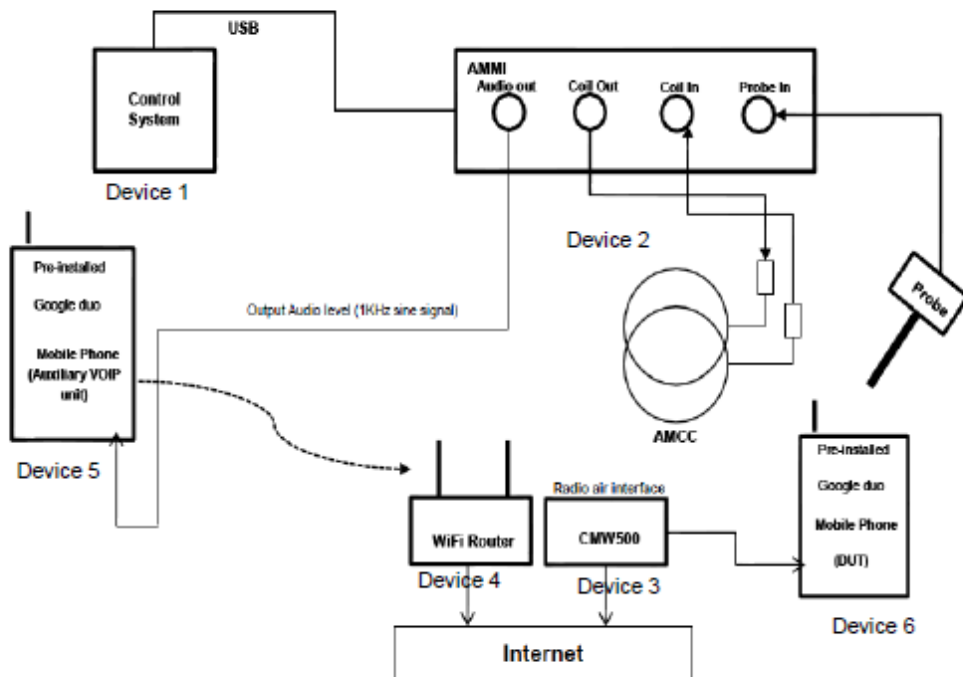 USB
AMMI
Audio out
Coil Out
Coil In
Probe In
Control
System
Device 1
Device 2
Pre-installed
Google duo
Mobile Phone
(Auxiliary VOIP
unit)
Device 5
Output Audio level (1KHz sine signal)
Probe
AMCC
Pre-installed
Google duo
Mobile Phone
(DUT)
Device 6
Radio air interface
WiFi Router
CMW500
Device 4
Device 3
Internet